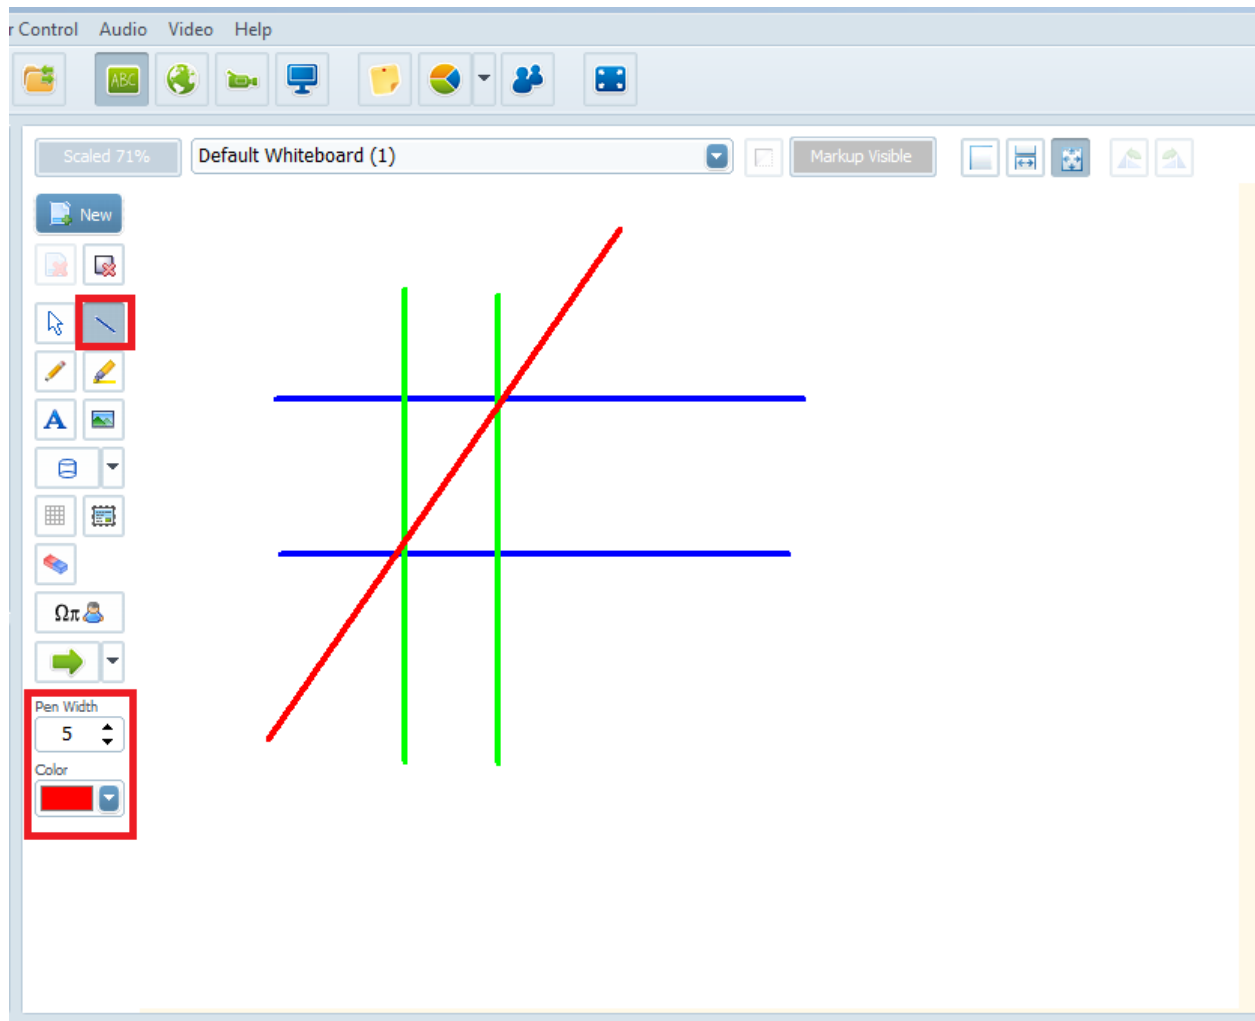 r Control Audio Video Help
ABC
Scaled 71% Default Whiteboard (1) Markup Visible
New
A
Ωπ
Pen Width
5
Color